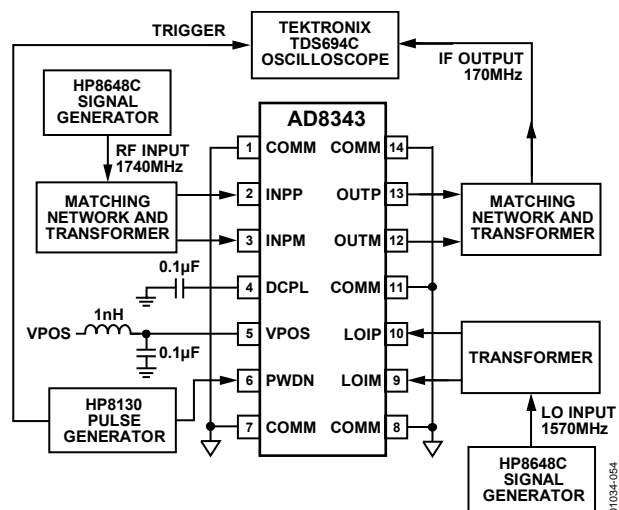 TRIGGER
TEKTRONIX
TDS694C
OSCILLOSCOPE
IF OUTPUT
170MHz
HP8648C
SIGNAL
GENERATOR
RF INPUT
1740MHz
AD8343
1 COMM COMM 14
MATCHING
NETWORK AND
TRANSFORMER
2 INPP OUTP 13
3 INPM OUTM 12
MATCHING
NETWORK AND
TRANSFORMER
0.1µF
4 DCPL COMM 11
1nH
VPOS
0.1µF
5 VPOS LOIP 10
TRANSFORMER
6 PWDN LOIM 9
HP8130
PULSE
GENERATOR
7 COMM COMM 8
LO INPUT
1570MHz
HP8648C
SIGNAL
GENERATOR
01034-054